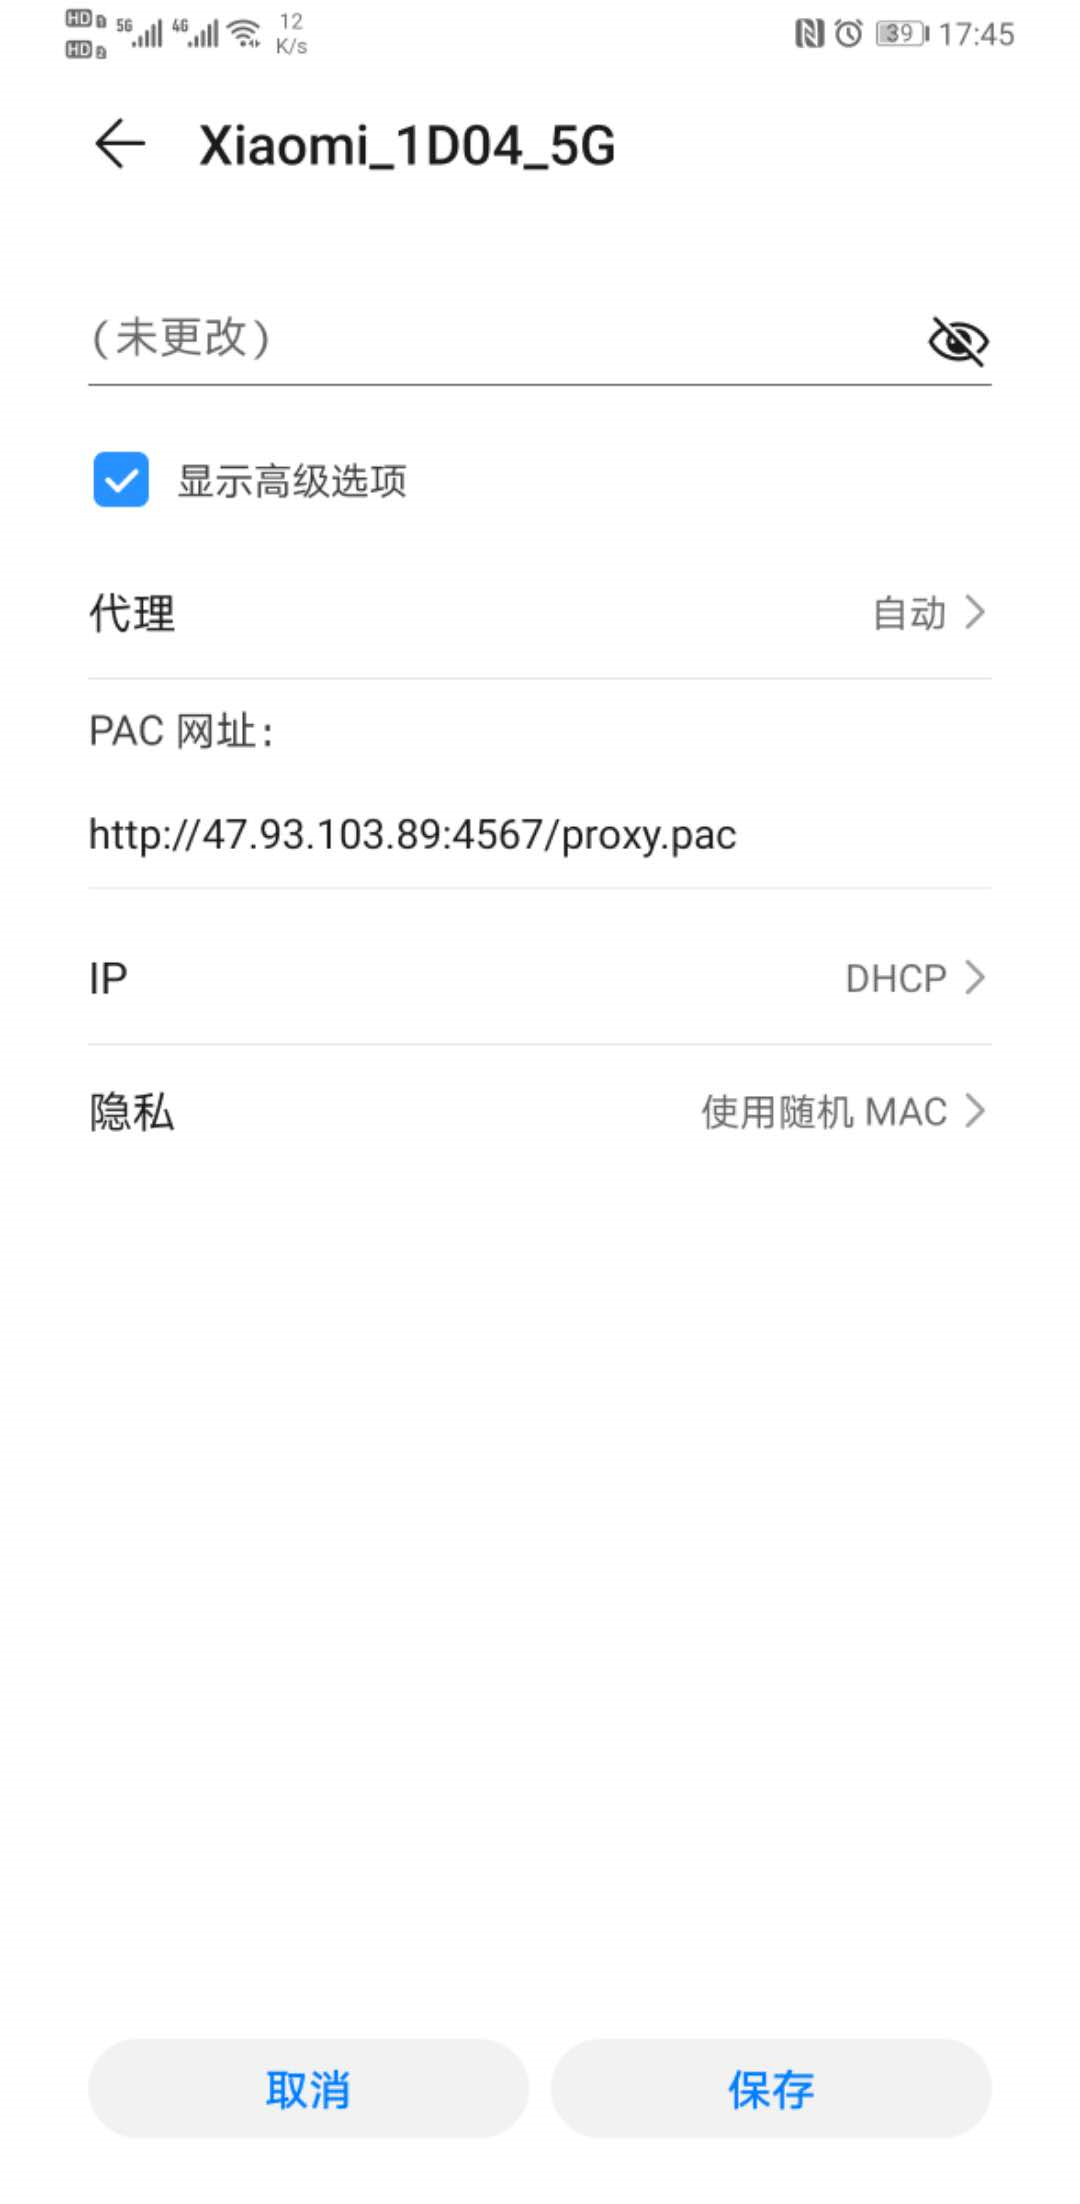 HD 1 5G 4G 12
HD 2 K/s
39 17:45
Xiaomi_1D04_5G
(未更改)
显示高级选项
代理 自动
PAC 网址:
http://47.93.103.89:4567/proxy.pac
IP DHCP
隐私 使用随机 MAC
取消 保存